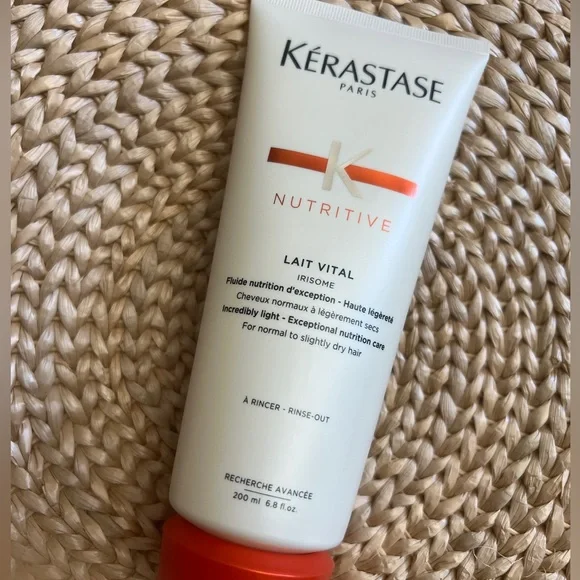 KÉRASTASE
PARIS
K
NUTRITIVE
LAIT VITAL
IRISOME
Fluide nutrition d'exception - Haute légèreté
Cheveux normaux à légèrement secs
Incredibly light - Exceptional nutrition care
For normal to slightly dry hair
À RINCER - RINSE-OUT
RECHERCHE AVANCÉE
200 ml 6.8 fl.oz.